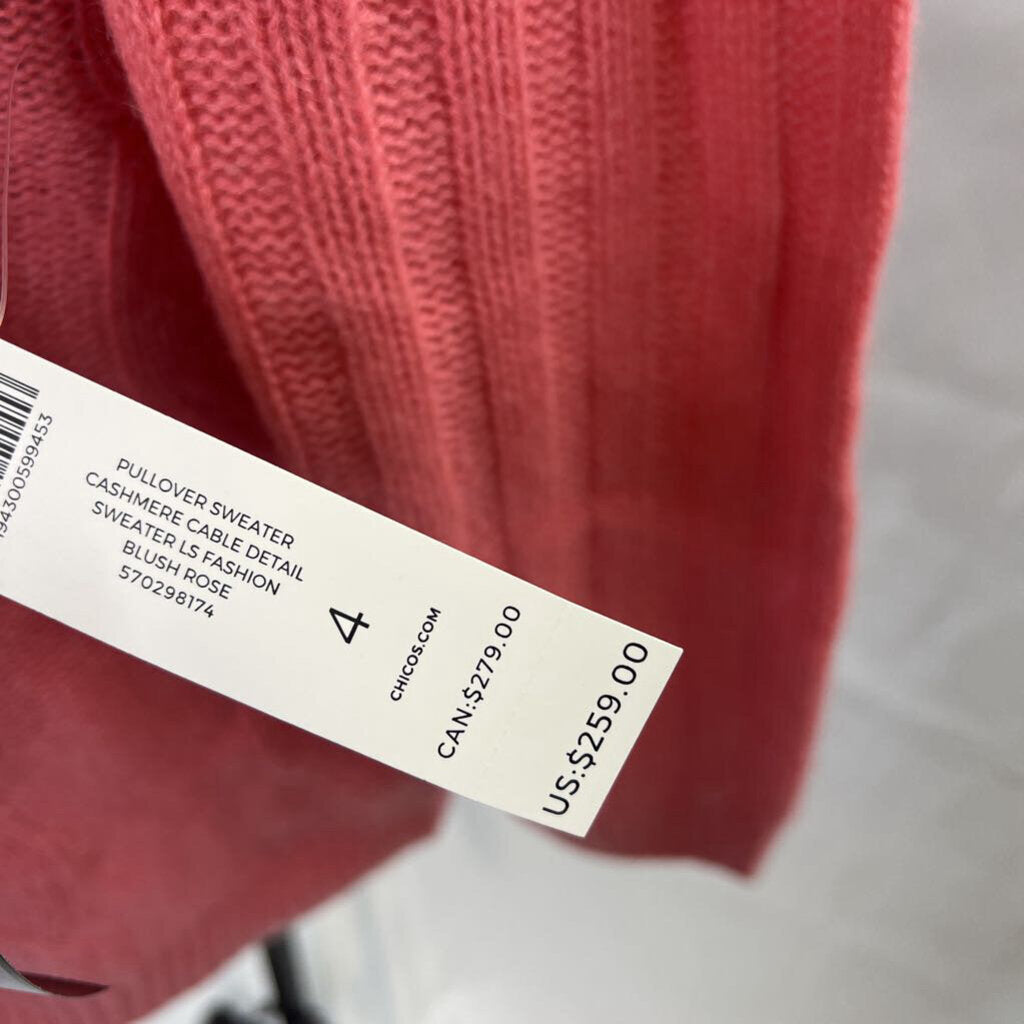 194300599453
PULLOVER SWEATER
CASHMERE CABLE DETAIL
SWEATER LS FASHION
BLUSH ROSE
570298174
4
CHICOS.COM
CAN:$279.00
US:$259.00